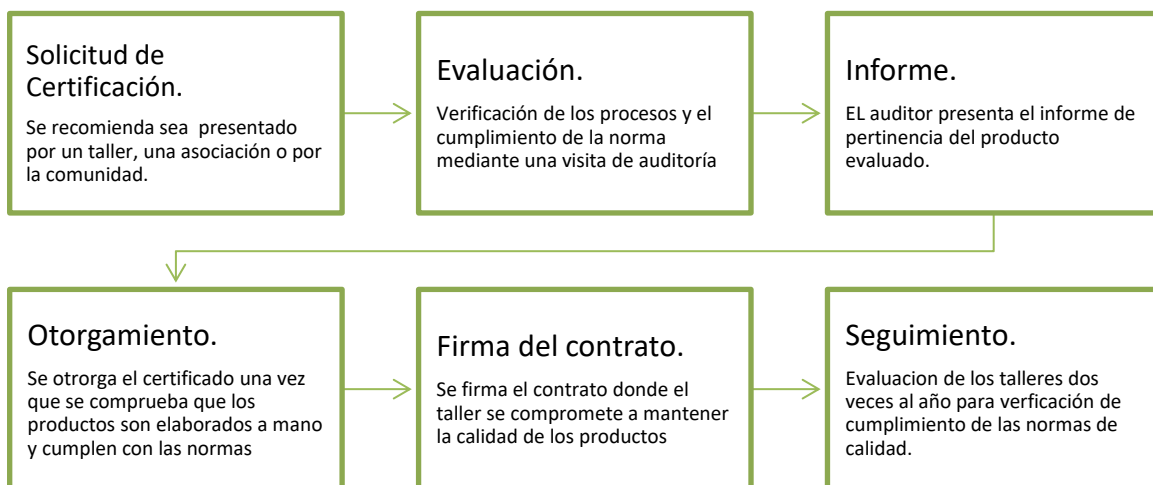 Solicitud de
Certificación.
Se recomienda sea  presentado
por un taller, una asociación o por
la comunidad.
Evaluación.
Verificación de los procesos y el
cumplimiento de la norma
mediante una visita de auditoría
Informe.
EL auditor presenta el informe de
pertinencia del producto
evaluado.
Otorgamiento.
Se otrorga el certificado una vez
que se comprueba que los
productos son elaborados a mano
y cumplen con las normas
Firma del contrato.
Se firma el contrato donde el
taller se compromete a mantener
la calidad de los productos
Seguimiento.
Evaluacion de los talleres dos
veces al año para verficación de
cumplimiento de las normas de
calidad.